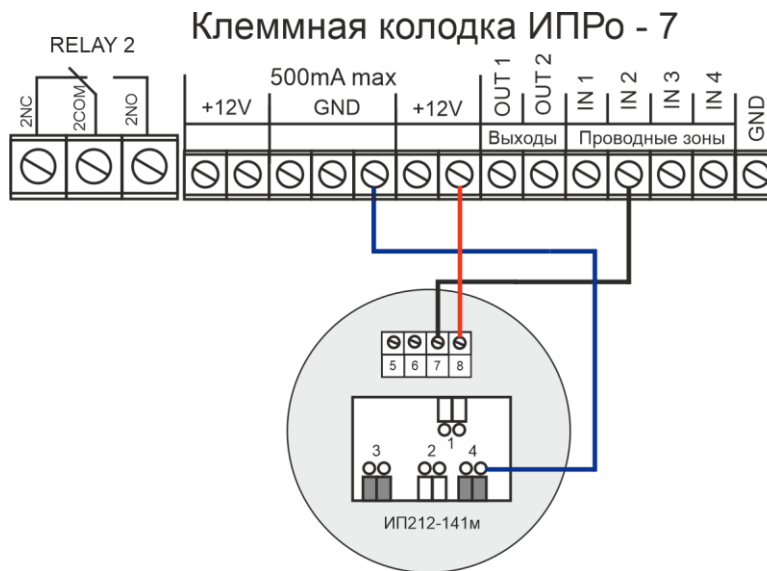 Клеммная колодка ИПРо - 7
RELAY 2
2NC
2COM
2NO
500mA max
+12V
GND
+12V
OUT 1
OUT 2
IN 1
IN 2
IN 3
IN 4
GND
Выходы
Проводные зоны
5 6 7 8
1
3 2 4
ИП212-141м